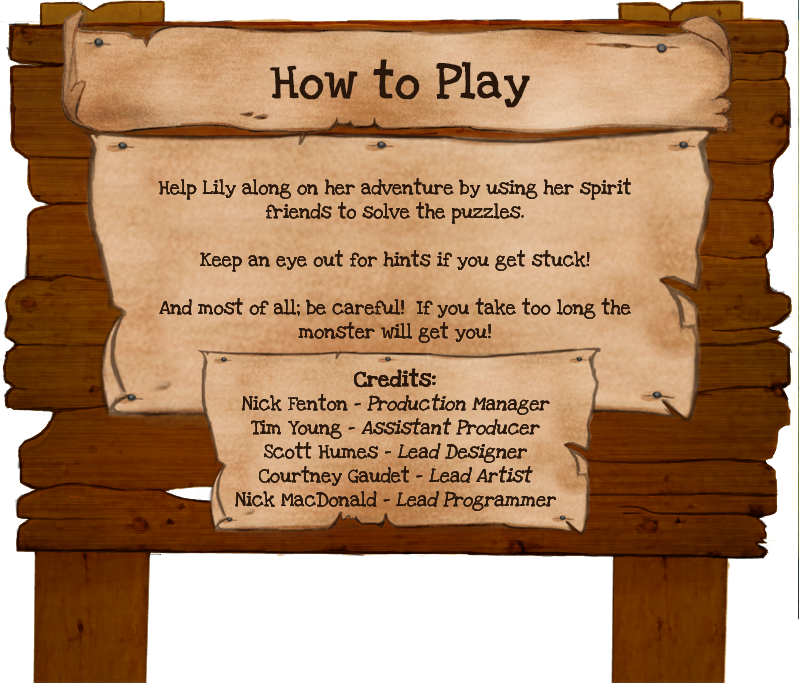 How to Play
Help Lily along on her adventure by using her spirit
friends to solve the puzzles.
Keep an eye out for hints if you get stuck!
And most of all; be careful!  If you take too long the
monster will get you!
Credits:
Nick Fenton - Production Manager
Tim Young - Assistant Producer
Scott Humes - Lead Designer
Courtney Gaudet - Lead Artist
Nick MacDonald - Lead Programmer